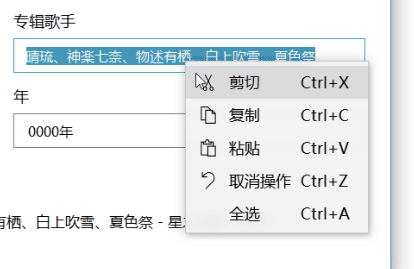 专辑歌手
晴琉、神楽七奈、物述有栖、白上吹雪、夏色祭
年
0000年
剪切 Ctrl+X
复制 Ctrl+C
粘贴 Ctrl+V
取消操作 Ctrl+Z
全选 Ctrl+A
有栖、白上吹雪、夏色祭 - 星